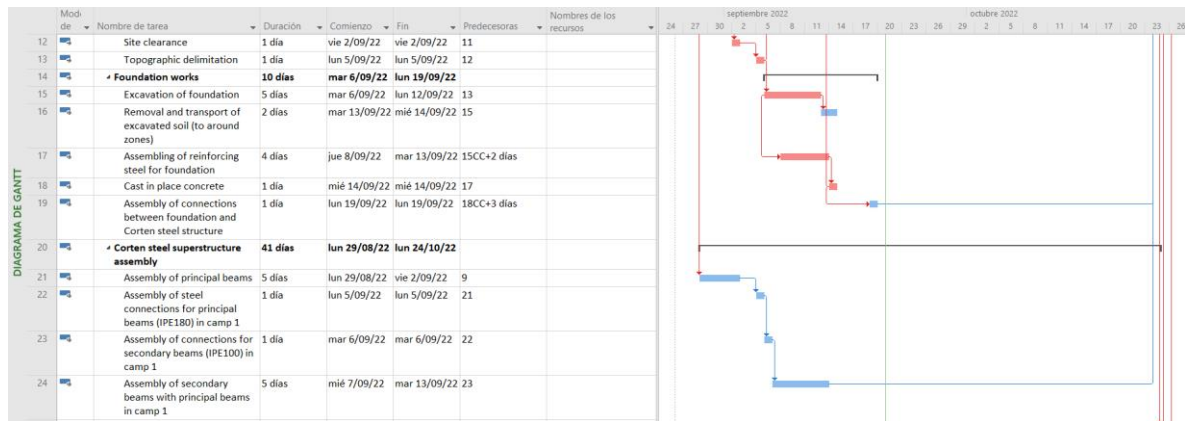 Modo de
Nombre de tarea
Duración
Comienzo
Fin
Predecesoras
Nombres de los recursos
septiembre 2022
octubre 2022
24 27 30 2 5 8 11 14 17 20 23 26 29 2 5 8 11 14 17 20 23 26
DIAGRAMA DE GANTT
12 Site clearance 1 día vie 2/09/22 vie 2/09/22 11
13 Topographic delimitation 1 día lun 5/09/22 lun 5/09/22 12
14 Foundation works 10 días mar 6/09/22 lun 19/09/22
15 Excavation of foundation 5 días mar 6/09/22 lun 12/09/22 13
16 Removal and transport of 2 días mar 13/09/22 mié 14/09/22 15
excavated soil (to around
zones)
17 Assembling of reinforcing 4 días jue 8/09/22 mar 13/09/22 15CC+2 días
steel for foundation
18 Cast in place concrete 1 día mié 14/09/22 mié 14/09/22 17
19 Assembly of connections 1 día lun 19/09/22 lun 19/09/22 18CC+3 días
between foundation and
Corten steel structure
20 Corten steel superstructure 41 días lun 29/08/22 lun 24/10/22
assembly
21 Assembly of principal beams 5 días lun 29/08/22 vie 2/09/22 9
22 Assembly of steel 1 día lun 5/09/22 lun 5/09/22 21
connections for principal
beams (IPE180) in camp 1
23 Assembly of connections for 1 día mar 6/09/22 mar 6/09/22 22
secondary beams (IPE100) in
camp 1
24 Assembly of secondary 5 días mié 7/09/22 mar 13/09/22 23
beams with principal beams
in camp 1